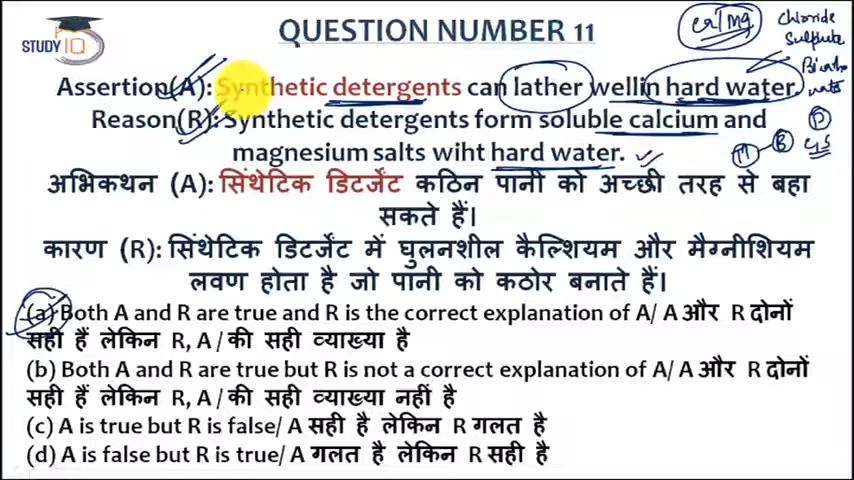 STUDY IQ
QUESTION NUMBER 11
Ca/Mg
Chloride
Sulphate
Assertion(A): Synthetic detergents can lather wellin hard water.
Reason(R): Synthetic detergents form soluble calcium and
magnesium salts wiht hard water.
अभिकथन (A): सिंथेटिक डिटर्जेंट कठिन पानी को अच्छी तरह से बहा
सकते हैं।
कारण (R): सिंथेटिक डिटर्जेंट में घुलनशील कैल्शियम और मैग्नीशियम
लवण होता है जो पानी को कठोर बनाते हैं।
(a) Both A and R are true and R is the correct explanation of A/ A और R दोनों
सही हैं लेकिन R, A / की सही व्याख्या है
(b) Both A and R are true but R is not a correct explanation of A/ A और R दोनों
सही हैं लेकिन R, A / की सही व्याख्या नहीं है
(c) A is true but R is false/ A सही है लेकिन R गलत है
(d) A is false but R is true/ A गलत है लेकिन R सही है